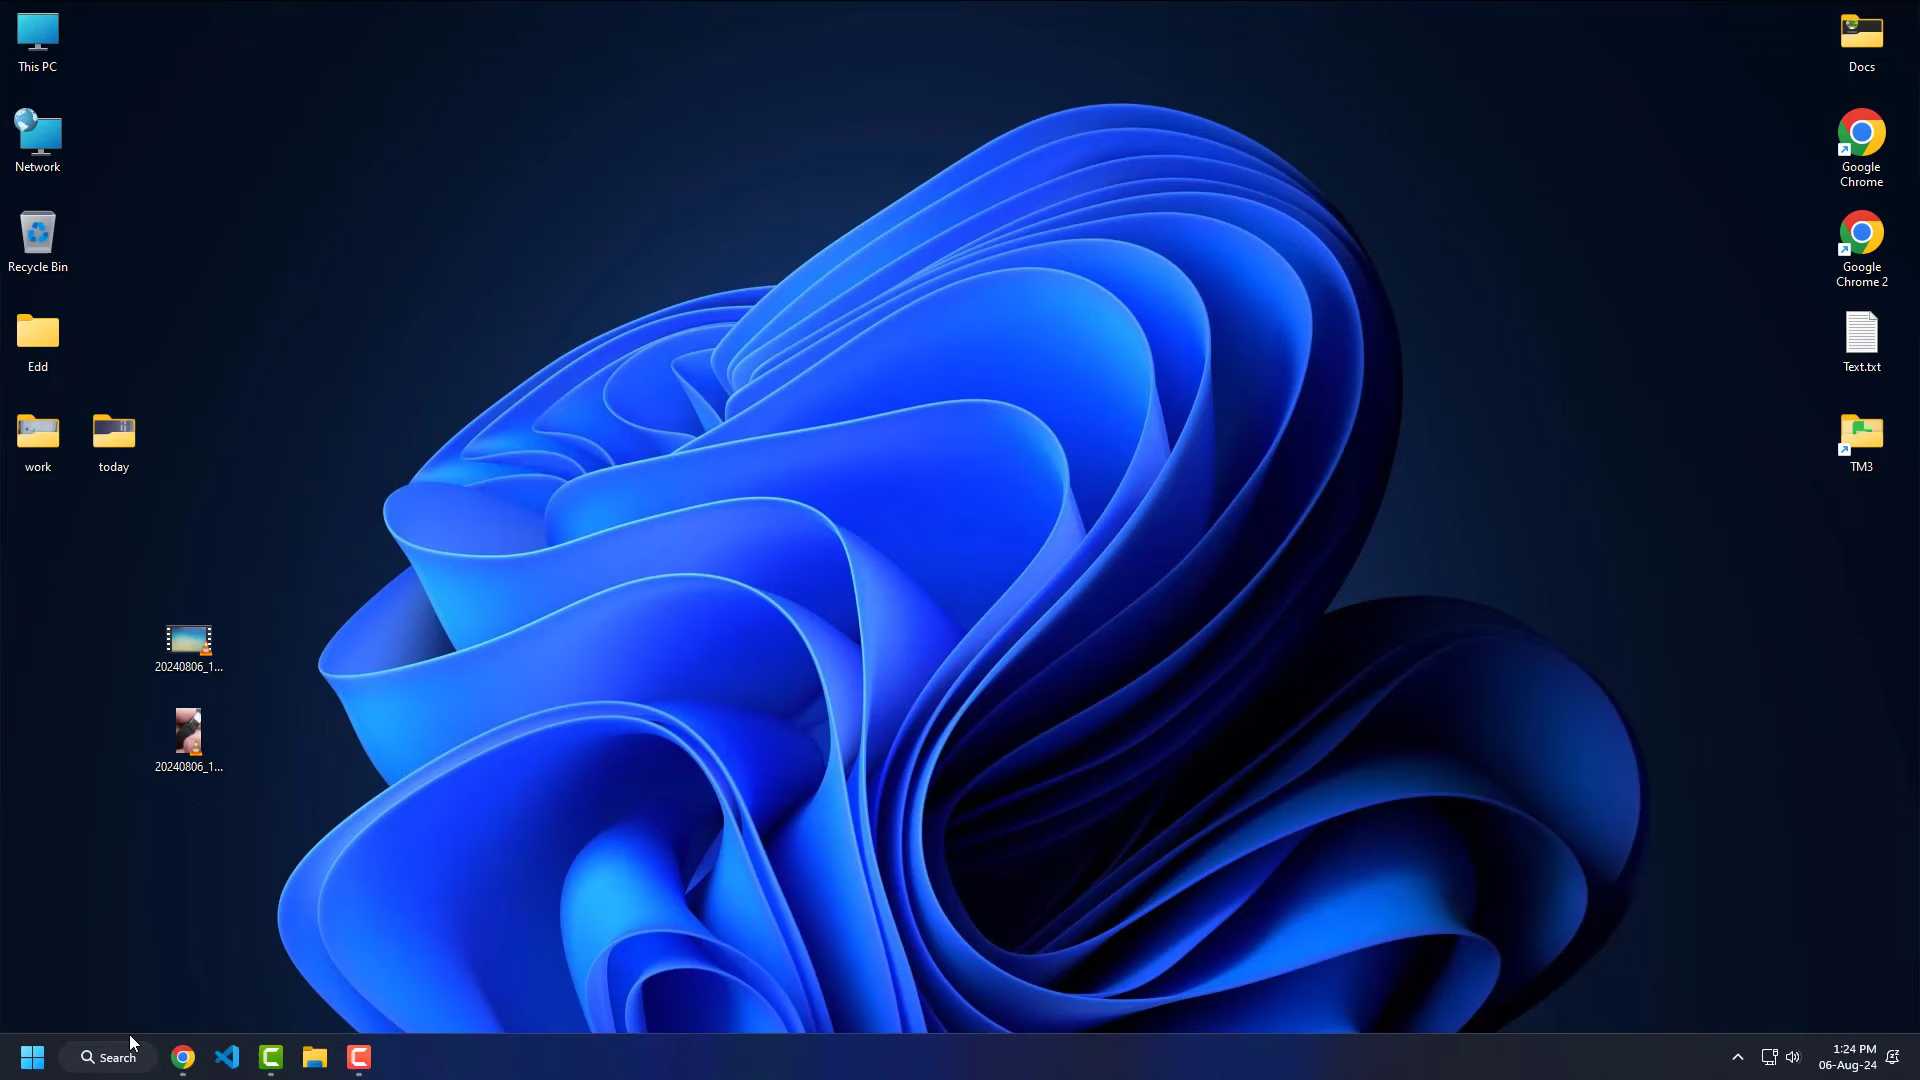 This PC
Network
Recycle Bin
Edd
work
today
20240806_1...
20240806_1...
Docs
Google
Chrome
Google
Chrome 2
Text.txt
TM3
Search
1:24 PM
06-Aug-24